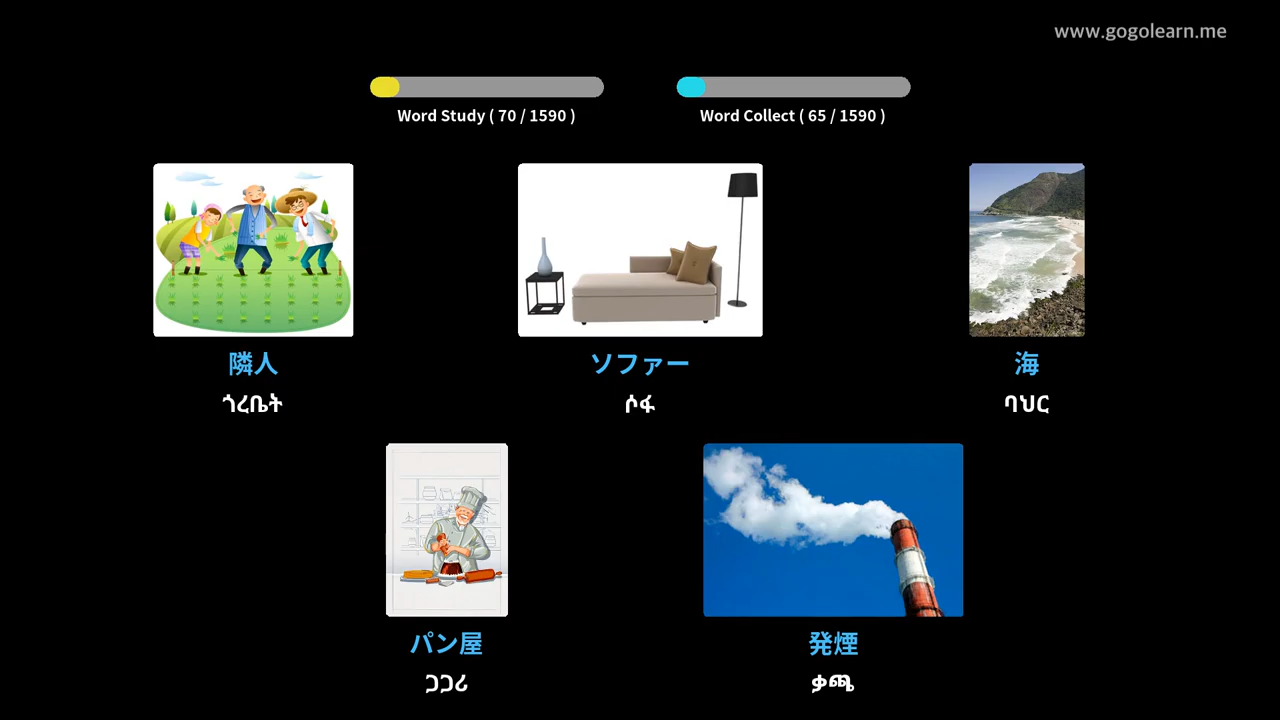 www.gogolearn.me
Word Study ( 70 / 1590 )
Word Collect ( 65 / 1590 )
隣人
ጎረቤት
ソファー
ሶፋ
海
ባህር
パン屋
ጋጋሪ
発煙
ቃጫ